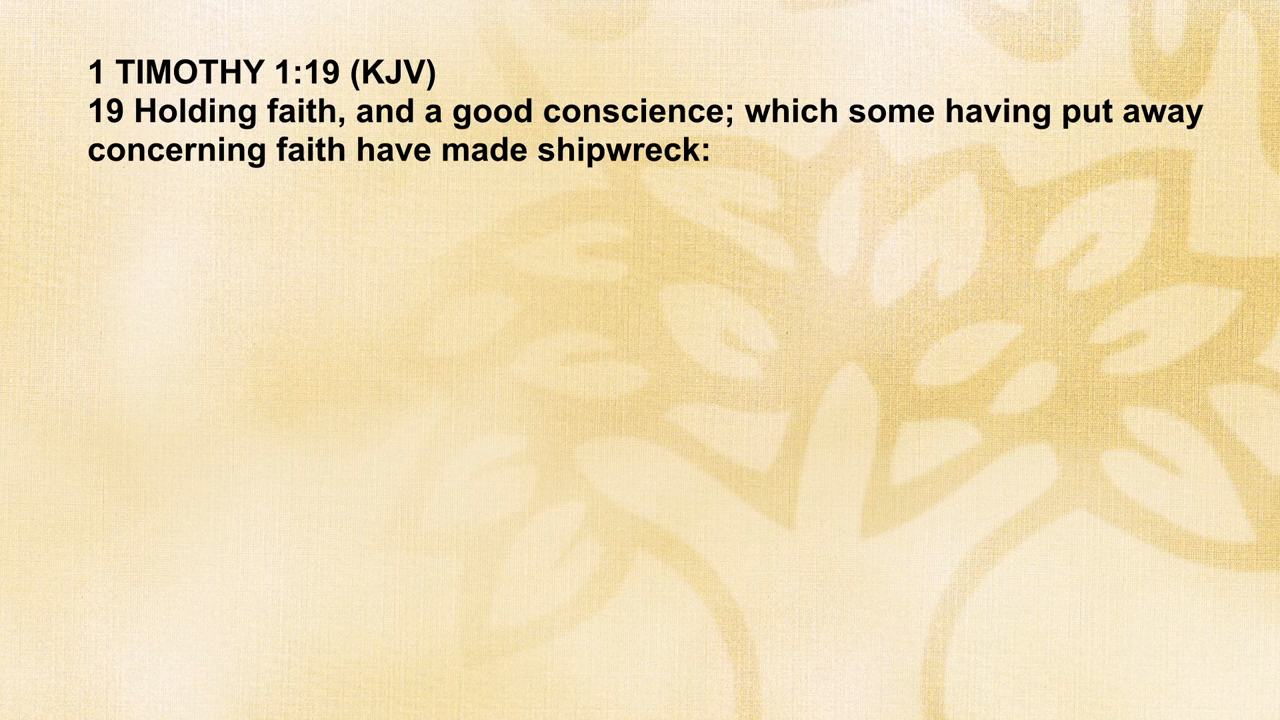 1 TIMOTHY 1:19 (KJV)
19 Holding faith, and a good conscience; which some having put away
concerning faith have made shipwreck: